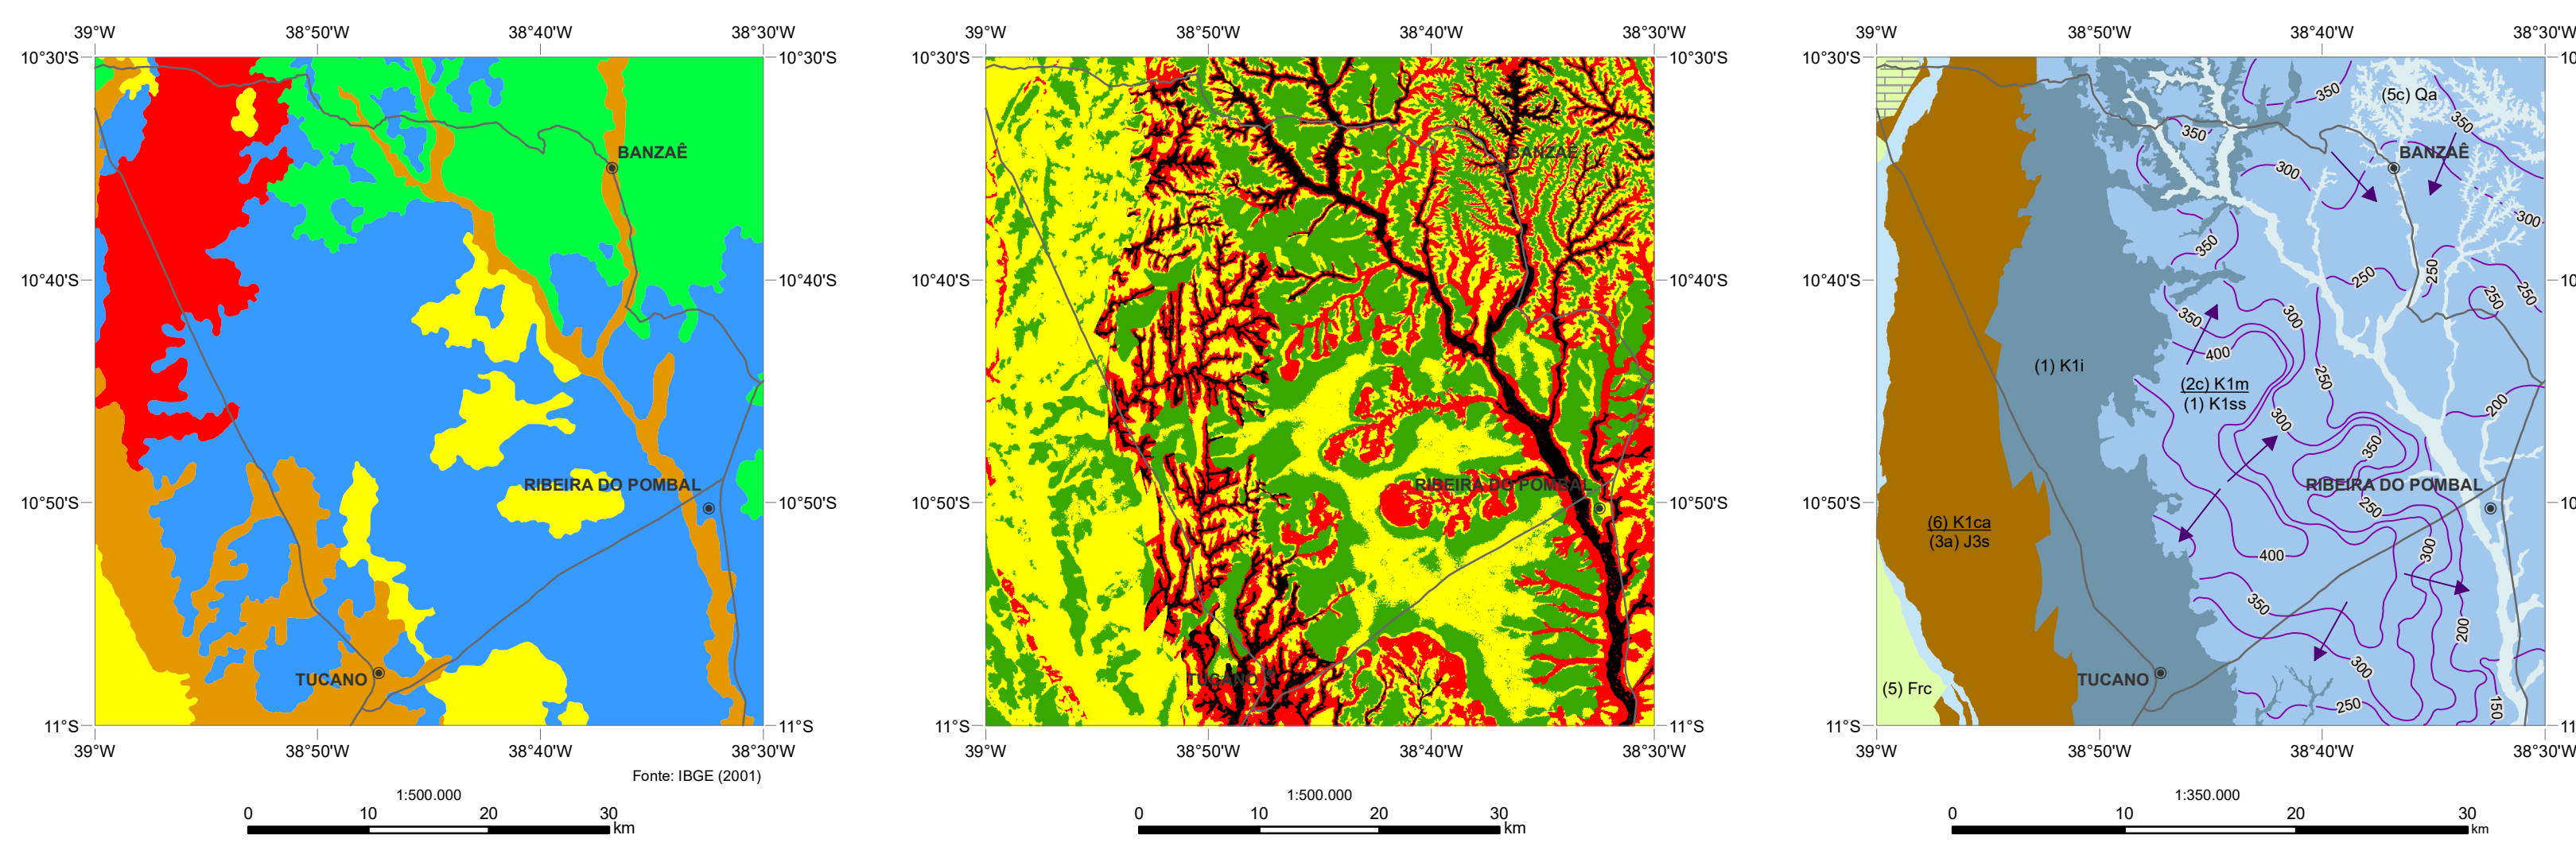 39°W 38°50'W 38°40'W 38°30'W
10°30'S 10°30'S
BANZAÊ
10°40'S 10°40'S
RIBEIRA DO POMBAL
10°50'S 10°50'S
TUCANO
11°S 11°S
39°W 38°50'W 38°40'W 38°30'W
Fonte: IBGE (2001)
1:500.000
0 10 20 30
km
39°W 38°50'W 38°40'W 38°30'W
10°30'S 10°30'S
BANZAÊ
10°40'S 10°40'S
RIBEIRA DO POMBAL
10°50'S 10°50'S
TUCANO
11°S 11°S
39°W 38°50'W 38°40'W 38°30'W
1:500.000
0 10 20 30
km
39°W 38°50'W 38°40'W 38°30'W
10°30'S 10
350 (5c) Qa
350 350
BANZAÊ
300
300
350
10°40'S 250 250 10
250 250
350 300
400
(1) K1i
250
(2c) K1m
(1) K1ss
200
300
350
RIBEIRA DO POMBAL
10°50'S 250 10
(6) K1ca
(3a) J3s
400 300
350
200
300
TUCANO
(5) Frc
250 150
11°S 11
39°W 38°50'W 38°40'W 38°30'W
1:350.000
0 10 20 30
km